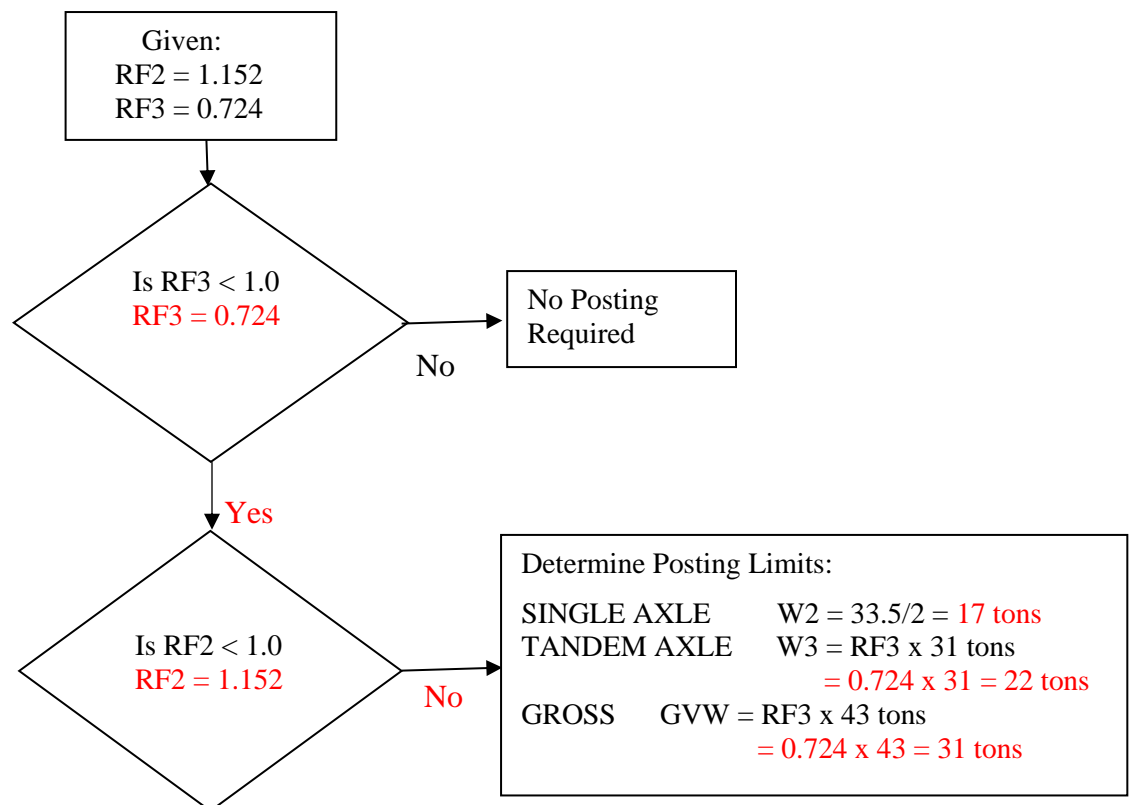 Given:
RF2 = 1.152
RF3 = 0.724
Is RF3 < 1.0
RF3 = 0.724
No
No Posting
Required
Yes
Is RF2 < 1.0
RF2 = 1.152
No
Determine Posting Limits:
SINGLE AXLE W2 = 33.5/2 = 17 tons
TANDEM AXLE W3 = RF3 x 31 tons
= 0.724 x 31 = 22 tons
GROSS GVW = RF3 x 43 tons
= 0.724 x 43 = 31 tons